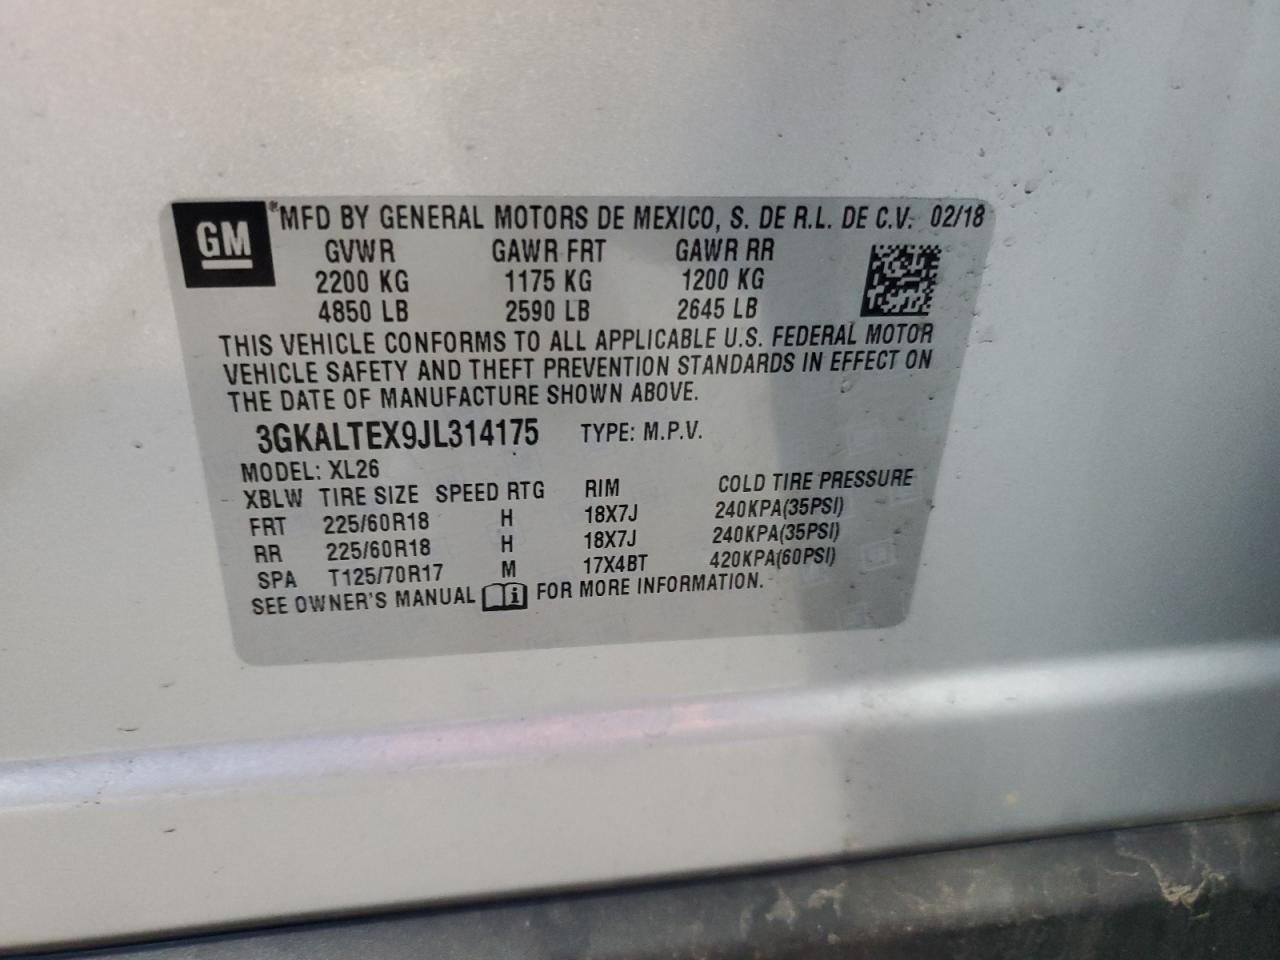 GM ® MFD BY GENERAL MOTORS DE MEXICO, S. DE R.L. DE C.V. 02/18
GVWR GAWR FRT GAWR RR
2200 KG 1175 KG 1200 KG
4850 LB 2590 LB 2645 LB
THIS VEHICLE CONFORMS TO ALL APPLICABLE U.S. FEDERAL MOTOR
VEHICLE SAFETY AND THEFT PREVENTION STANDARDS IN EFFECT ON
THE DATE OF MANUFACTURE SHOWN ABOVE.
3GKALTEX9JL314175 TYPE: M.P.V.
MODEL: XL26
XBLW TIRE SIZE SPEED RTG RIM COLD TIRE PRESSURE
FRT 225/60R18 H 18X7J 240KPA(35PSI)
RR 225/60R18 H 18X7J 240KPA(35PSI)
SPA T125/70R17 M 17X4BT 420KPA(60PSI)
SEE OWNER'S MANUAL i FOR MORE INFORMATION.